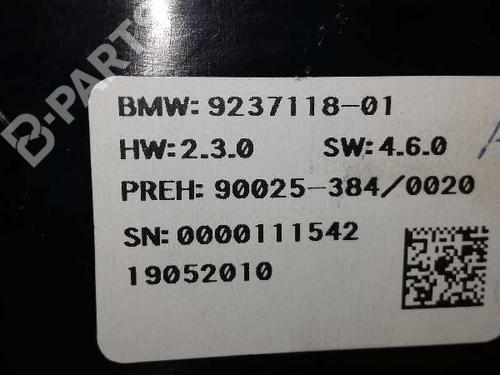 B-PARTS
BMW: 9237118-01
HW: 2.3.0 SW: 4.6.0
PREH: 90025-384/0020
SN: 0000111542
19052010